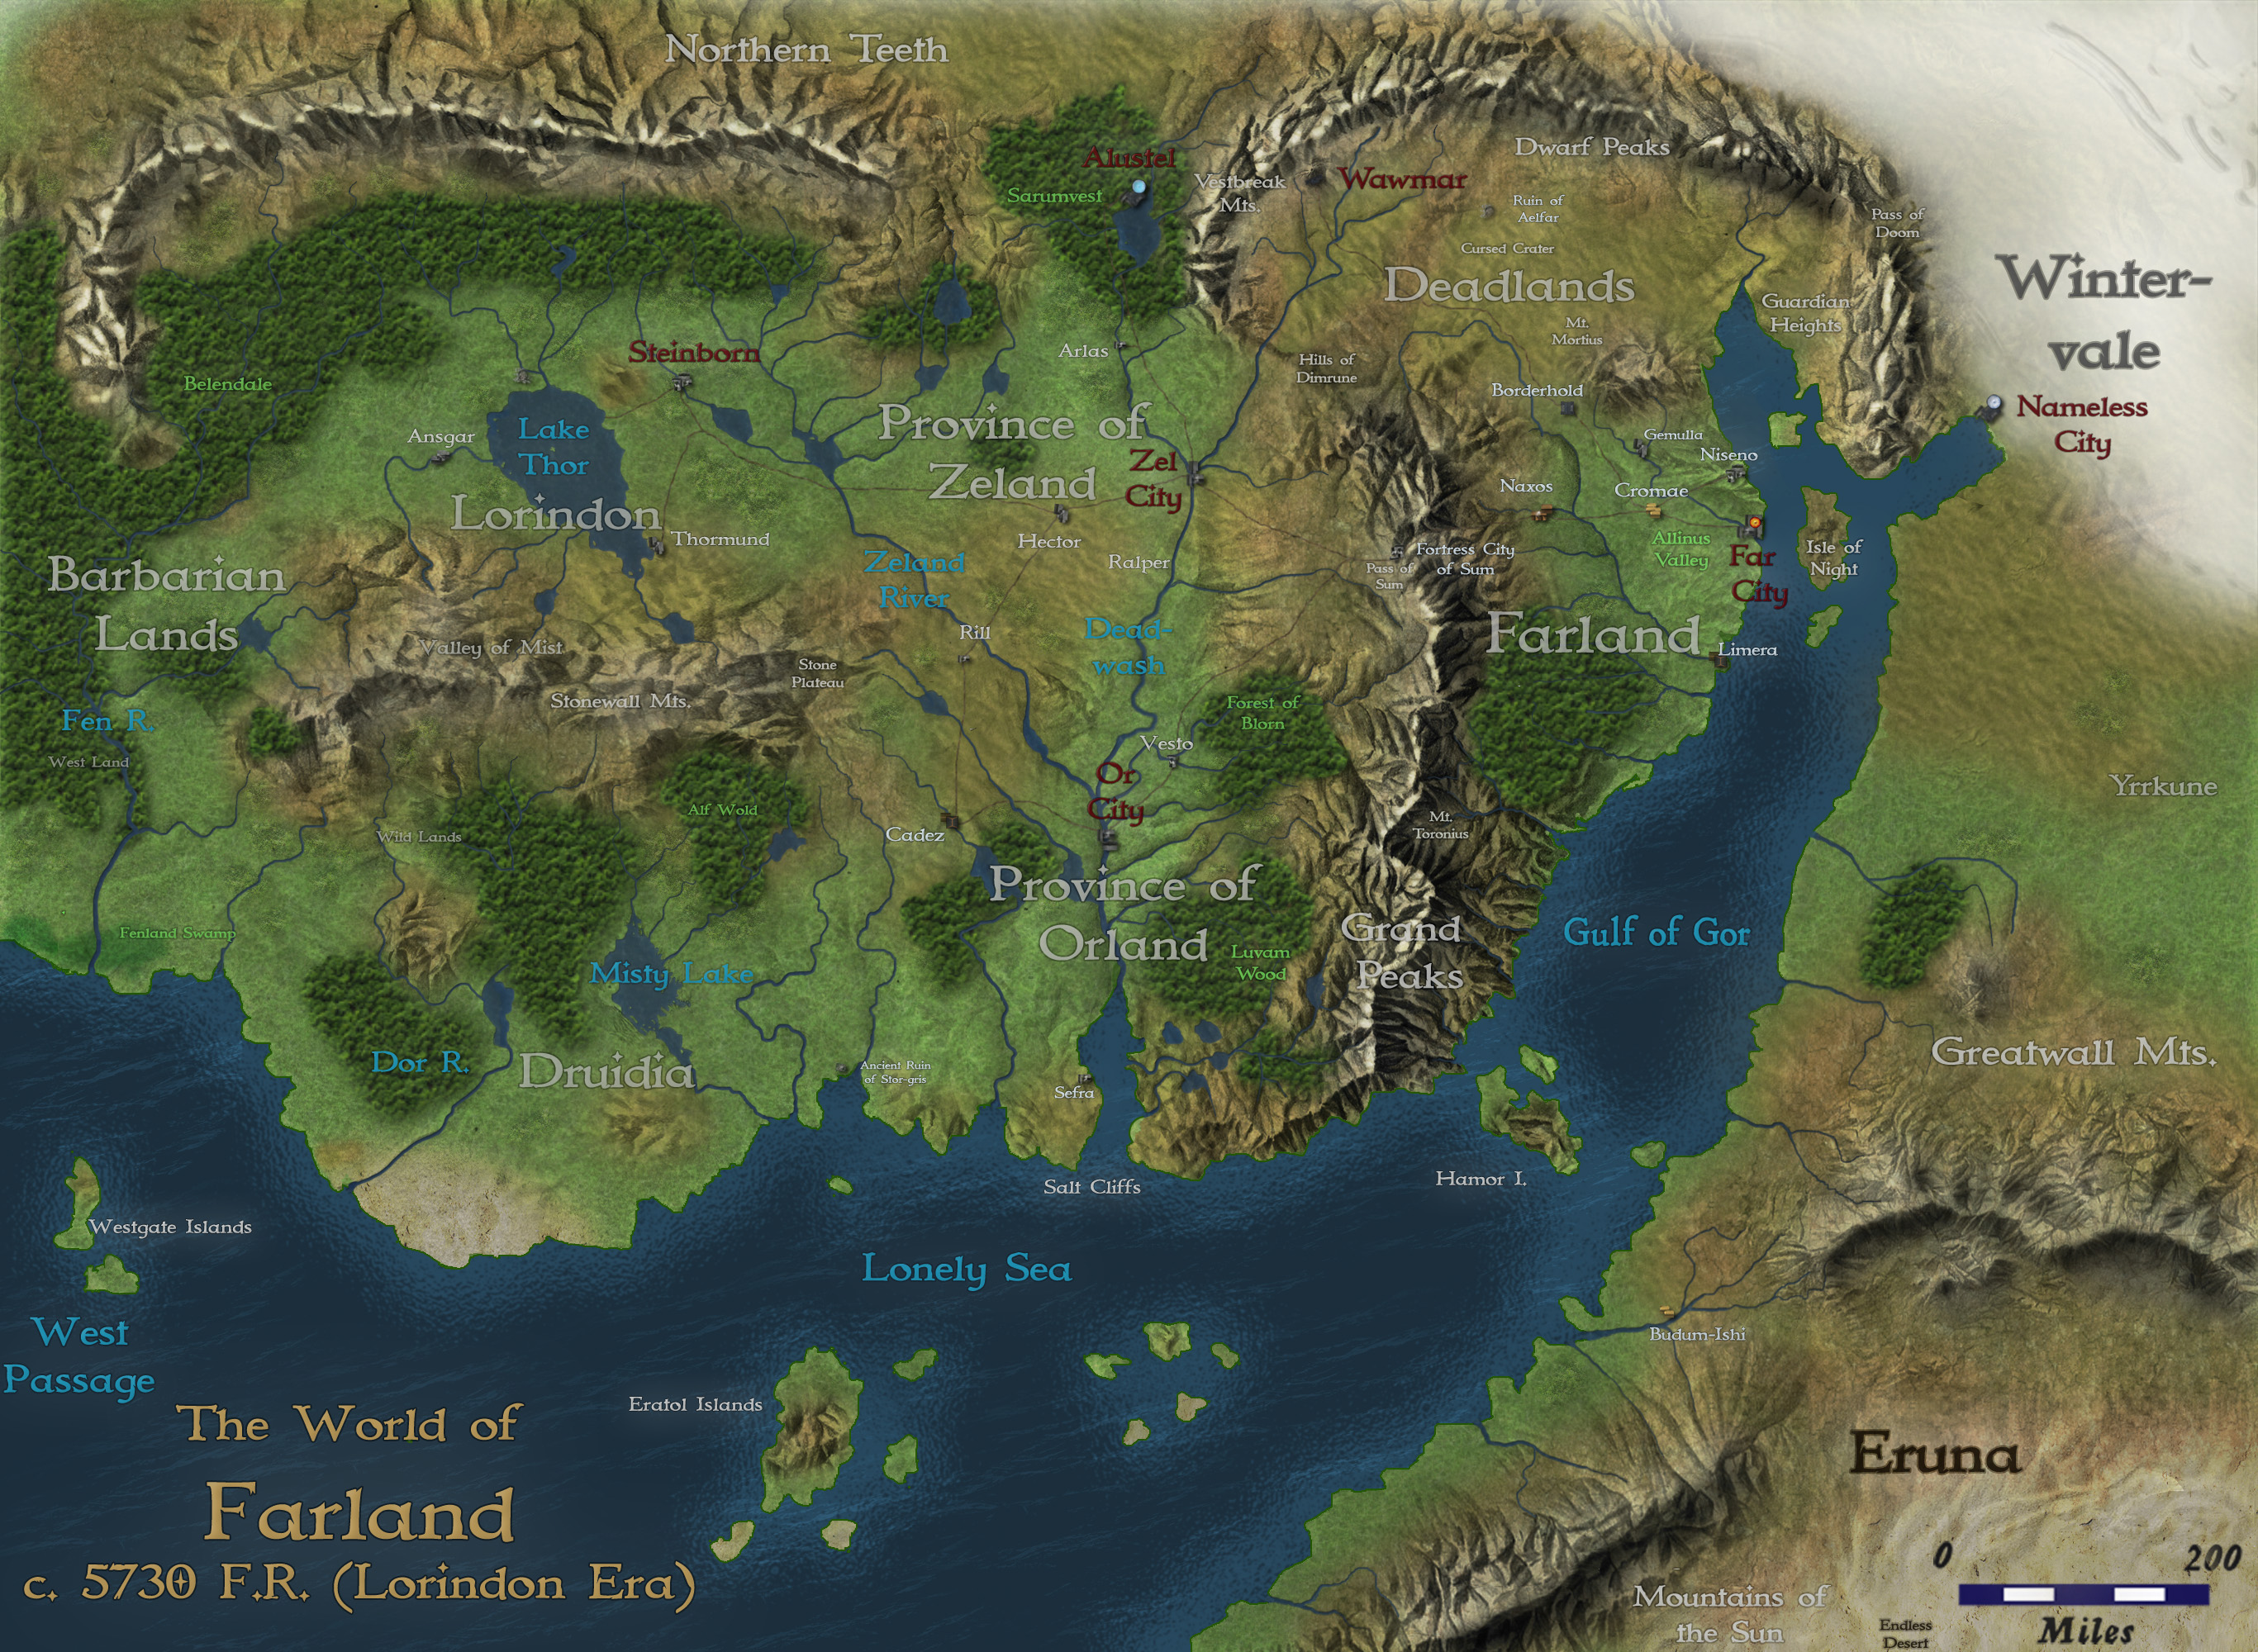 Northern Teeth
Dwarf Peaks
Alustel
Sarumvest
Vestbreak
Mts.
Wawmar
Ruin of
Aelfar
Pass of
Doom
Cursed Crater
Deadlands
Winter-
vale
Guardian
Heights
Mt.
Mortius
Steinborn
Arlas
Hills of
Dimrune
Belendale
Borderhold
Nameless
City
Lake
Thor
Ansgar
Province of
Zeland
Zel
City
Gemulla
Niseno
Naxos
Cromae
Lorindon
Thormund
Hector
Allinus
Valley
Far
City
Isle of
Night
Fortress City
of Sum
Pass of
Sum
Zeland
River
Ralper
Barbarian
Lands
Valley of Mist
Rill
Dead-
wash
Farland
Limera
Stone
Plateau
Stonewall Mts.
Forest of
Blorn
Fen R.
West Land
Vesto
Or
City
Yrrkune
Alf Wold
Wild Lands
Cadez
Mt.
Toronius
Province of
Orland
Grand
Peaks
Gulf of Gor
Fenland Swamp
Luvam
Wood
Misty Lake
Dor R.
Druidia
Ancient Ruin
of Stor-gris
Sefra
Greatwall Mts.
Salt Cliffs
Hamor I.
Westgate Islands
Lonely Sea
West
Passage
Budum-Ishi
Eratol Islands
The World of
Farland
c. 5730 F.R. (Lorindon Era)
Eruna
0 200
Miles
Mountains of
the Sun
Endless
Desert